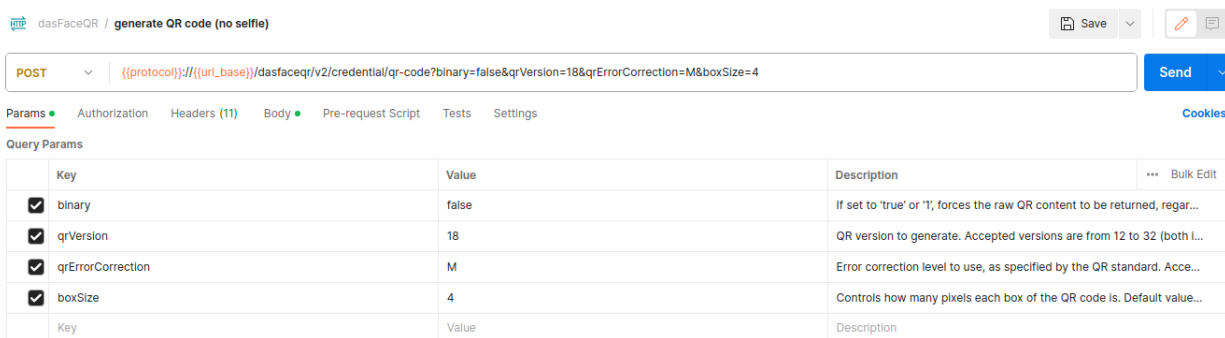 HTTP dasFaceQR / generate QR code (no selfie) Save
POST {{protocol}}://{{url_base}}/dasfaceqr/v2/credential/qr-code?binary=false&qrVersion=18&qrErrorCorrection=M&boxSize=4 Send
Params Authorization Headers (11) Body Pre-request Script Tests Settings Cookies
Query Params
Key Value Description ••• Bulk Edit
binary false If set to 'true' or '1', forces the raw QR content to be returned, regar...
qrVersion 18 QR version to generate. Accepted versions are from 12 to 32 (both i...
qrErrorCorrection M Error correction level to use, as specified by the QR standard. Acce...
boxSize 4 Controls how many pixels each box of the QR code is. Default value...
Key Value Description